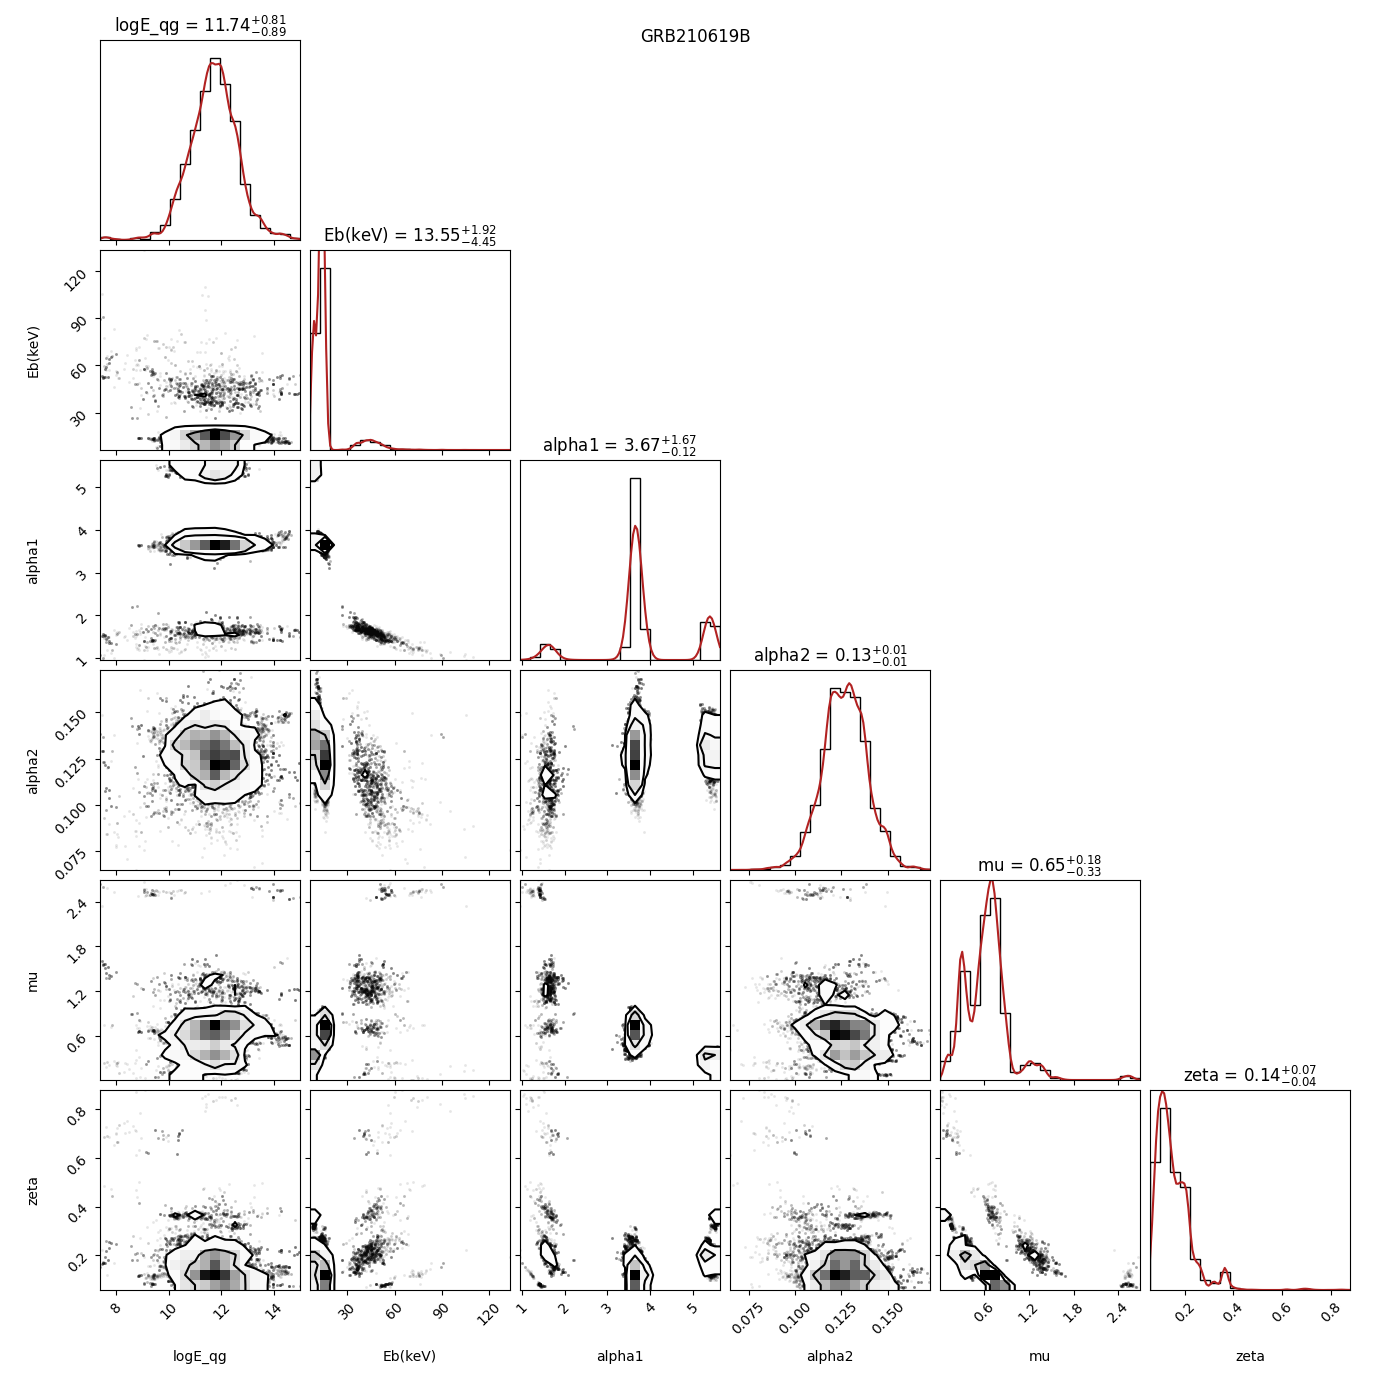 logE_qg = 11.74+0.81−0.89
GRB210619B
Eb(keV) = 13.55+1.92−4.45
120
90
60
30
Eb(keV)
alpha1 = 3.67+1.67−0.12
5
4
3
2
1
alpha1
alpha2 = 0.13+0.01−0.01
0.150
0.125
0.100
0.075
alpha2
mu = 0.65+0.18−0.33
2.4
1.8
1.2
0.6
mu
zeta = 0.14+0.07−0.04
0.8
0.6
0.4
0.2
zeta
8 10 12 14 30 60 90 120 1 2 3 4 5 0.075 0.100 0.125 0.150 0.6 1.2 1.8 2.4 0.2 0.4 0.6 0.8
logE_qg Eb(keV) alpha1 alpha2 mu zeta